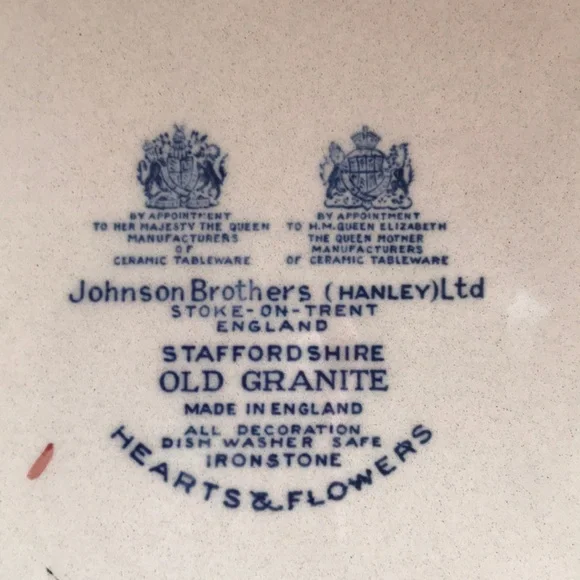 BY APPOINTMENT
TO HER MAJESTY THE QUEEN
MANUFACTURERS
OF
CERAMIC TABLEWARE
BY APPOINTMENT
TO H.M. QUEEN ELIZABETH
THE QUEEN MOTHER
MANUFACTURERS
OF CERAMIC TABLEWARE
Johnson Brothers (HANLEY) Ltd
STOKE-ON-TRENT
ENGLAND
STAFFORDSHIRE
OLD GRANITE
MADE IN ENGLAND
ALL DECORATION
DISH WASHER SAFE
IRONSTONE
HEARTS & FLOWERS